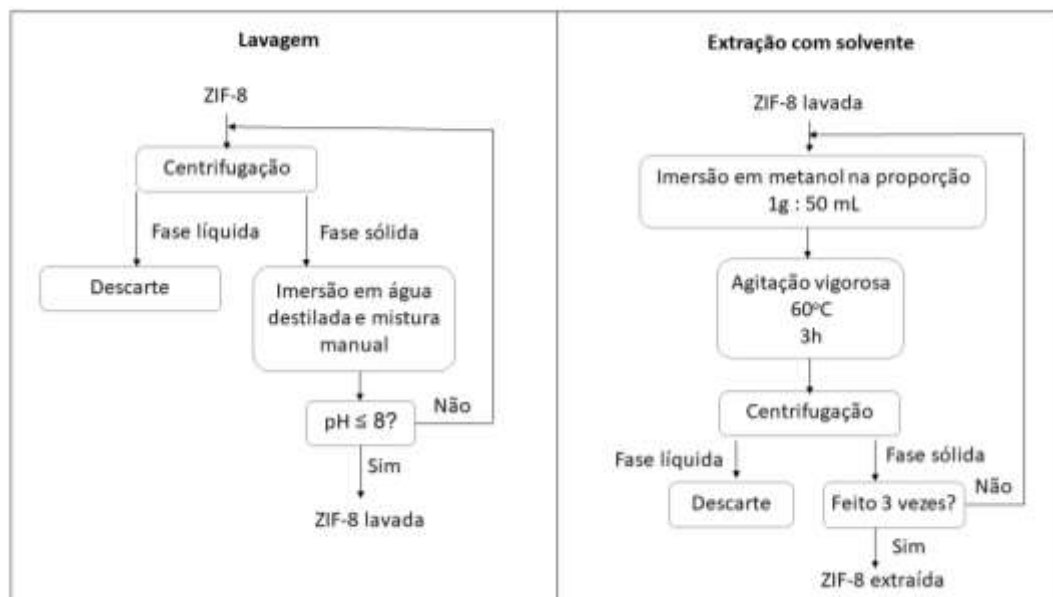 Lavagem
ZIF-8
Centrifugação
Fase líquida
Fase sólida
Descarte
Imersão em água
destilada e mistura
manual
pH ≤ 8?
Não
Sim
ZIF-8 lavada
Extração com solvente
ZIF-8 lavada
Imersão em metanol na proporção
1g : 50 mL
Agitação vigorosa
60ºC
3h
Centrifugação
Fase líquida
Fase sólida
Descarte
Feito 3 vezes?
Não
Sim
ZIF-8 extraída